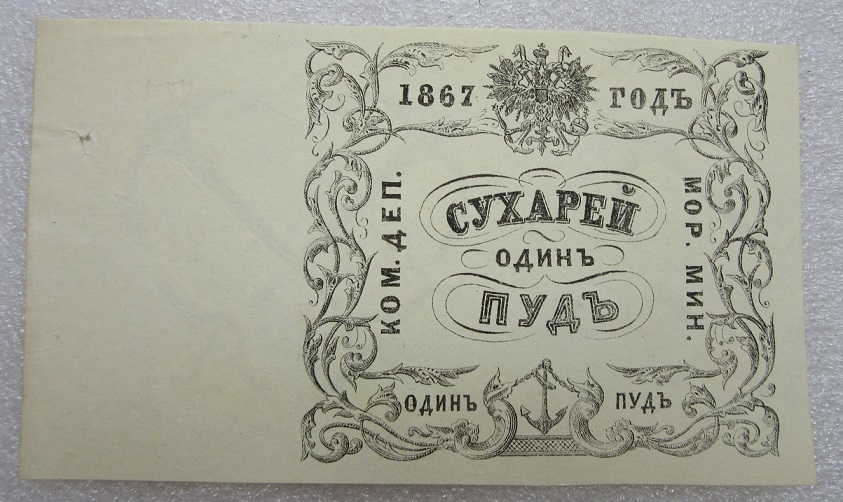 1867 ГОДЪ
КОМ. ДЕП.
СУХАРЕЙ
ОДИНЪ
ПУДЪ
МОР. МИН.
ОДИНЪ ПУДЪ